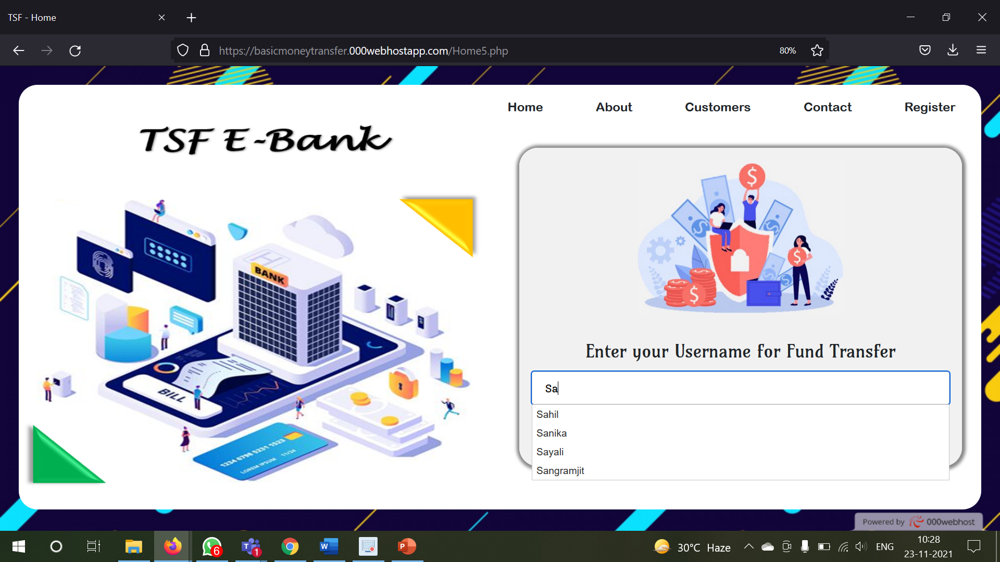 TSF - Home
https://basicmoneytransfer.000webhostapp.com/Home5.php
80%
Home
About
Customers
Contact
Register
TSF E-Bank
BANK
BILL
1234 6798 5231 1523
LOREM IPSUM 11/24
Enter your Username for Fund Transfer
Sa
Sahil
Sanika
Sayali
Sangramjit
Powered by 000webhost
6
1
30°C Haze
ENG
10:28
23-11-2021